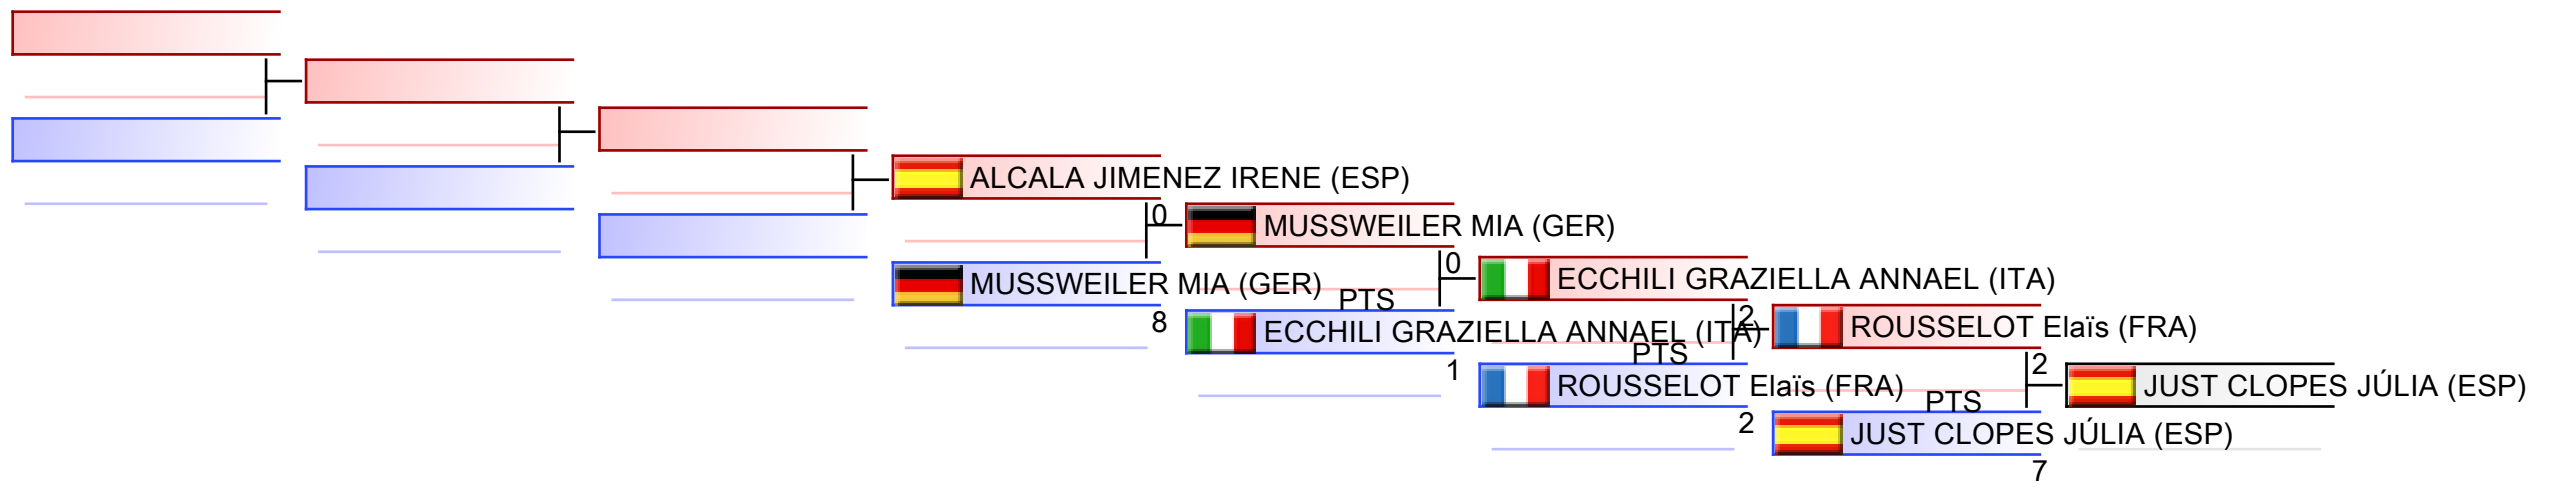 ALCALA JIMENEZ IRENE (ESP)
0
MUSSWEILER MIA (GER)
8
MUSSWEILER MIA (GER)
PTS
0
ECCHILI GRAZIELLA ANNAEL (ITA)
1
ECCHILI GRAZIELLA ANNAEL (ITA)
PTS
2
ROUSSELOT Elaïs (FRA)
2
ROUSSELOT Elaïs (FRA)
PTS
2
JUST CLOPES JÚLIA (ESP)
7
JUST CLOPES JÚLIA (ESP)